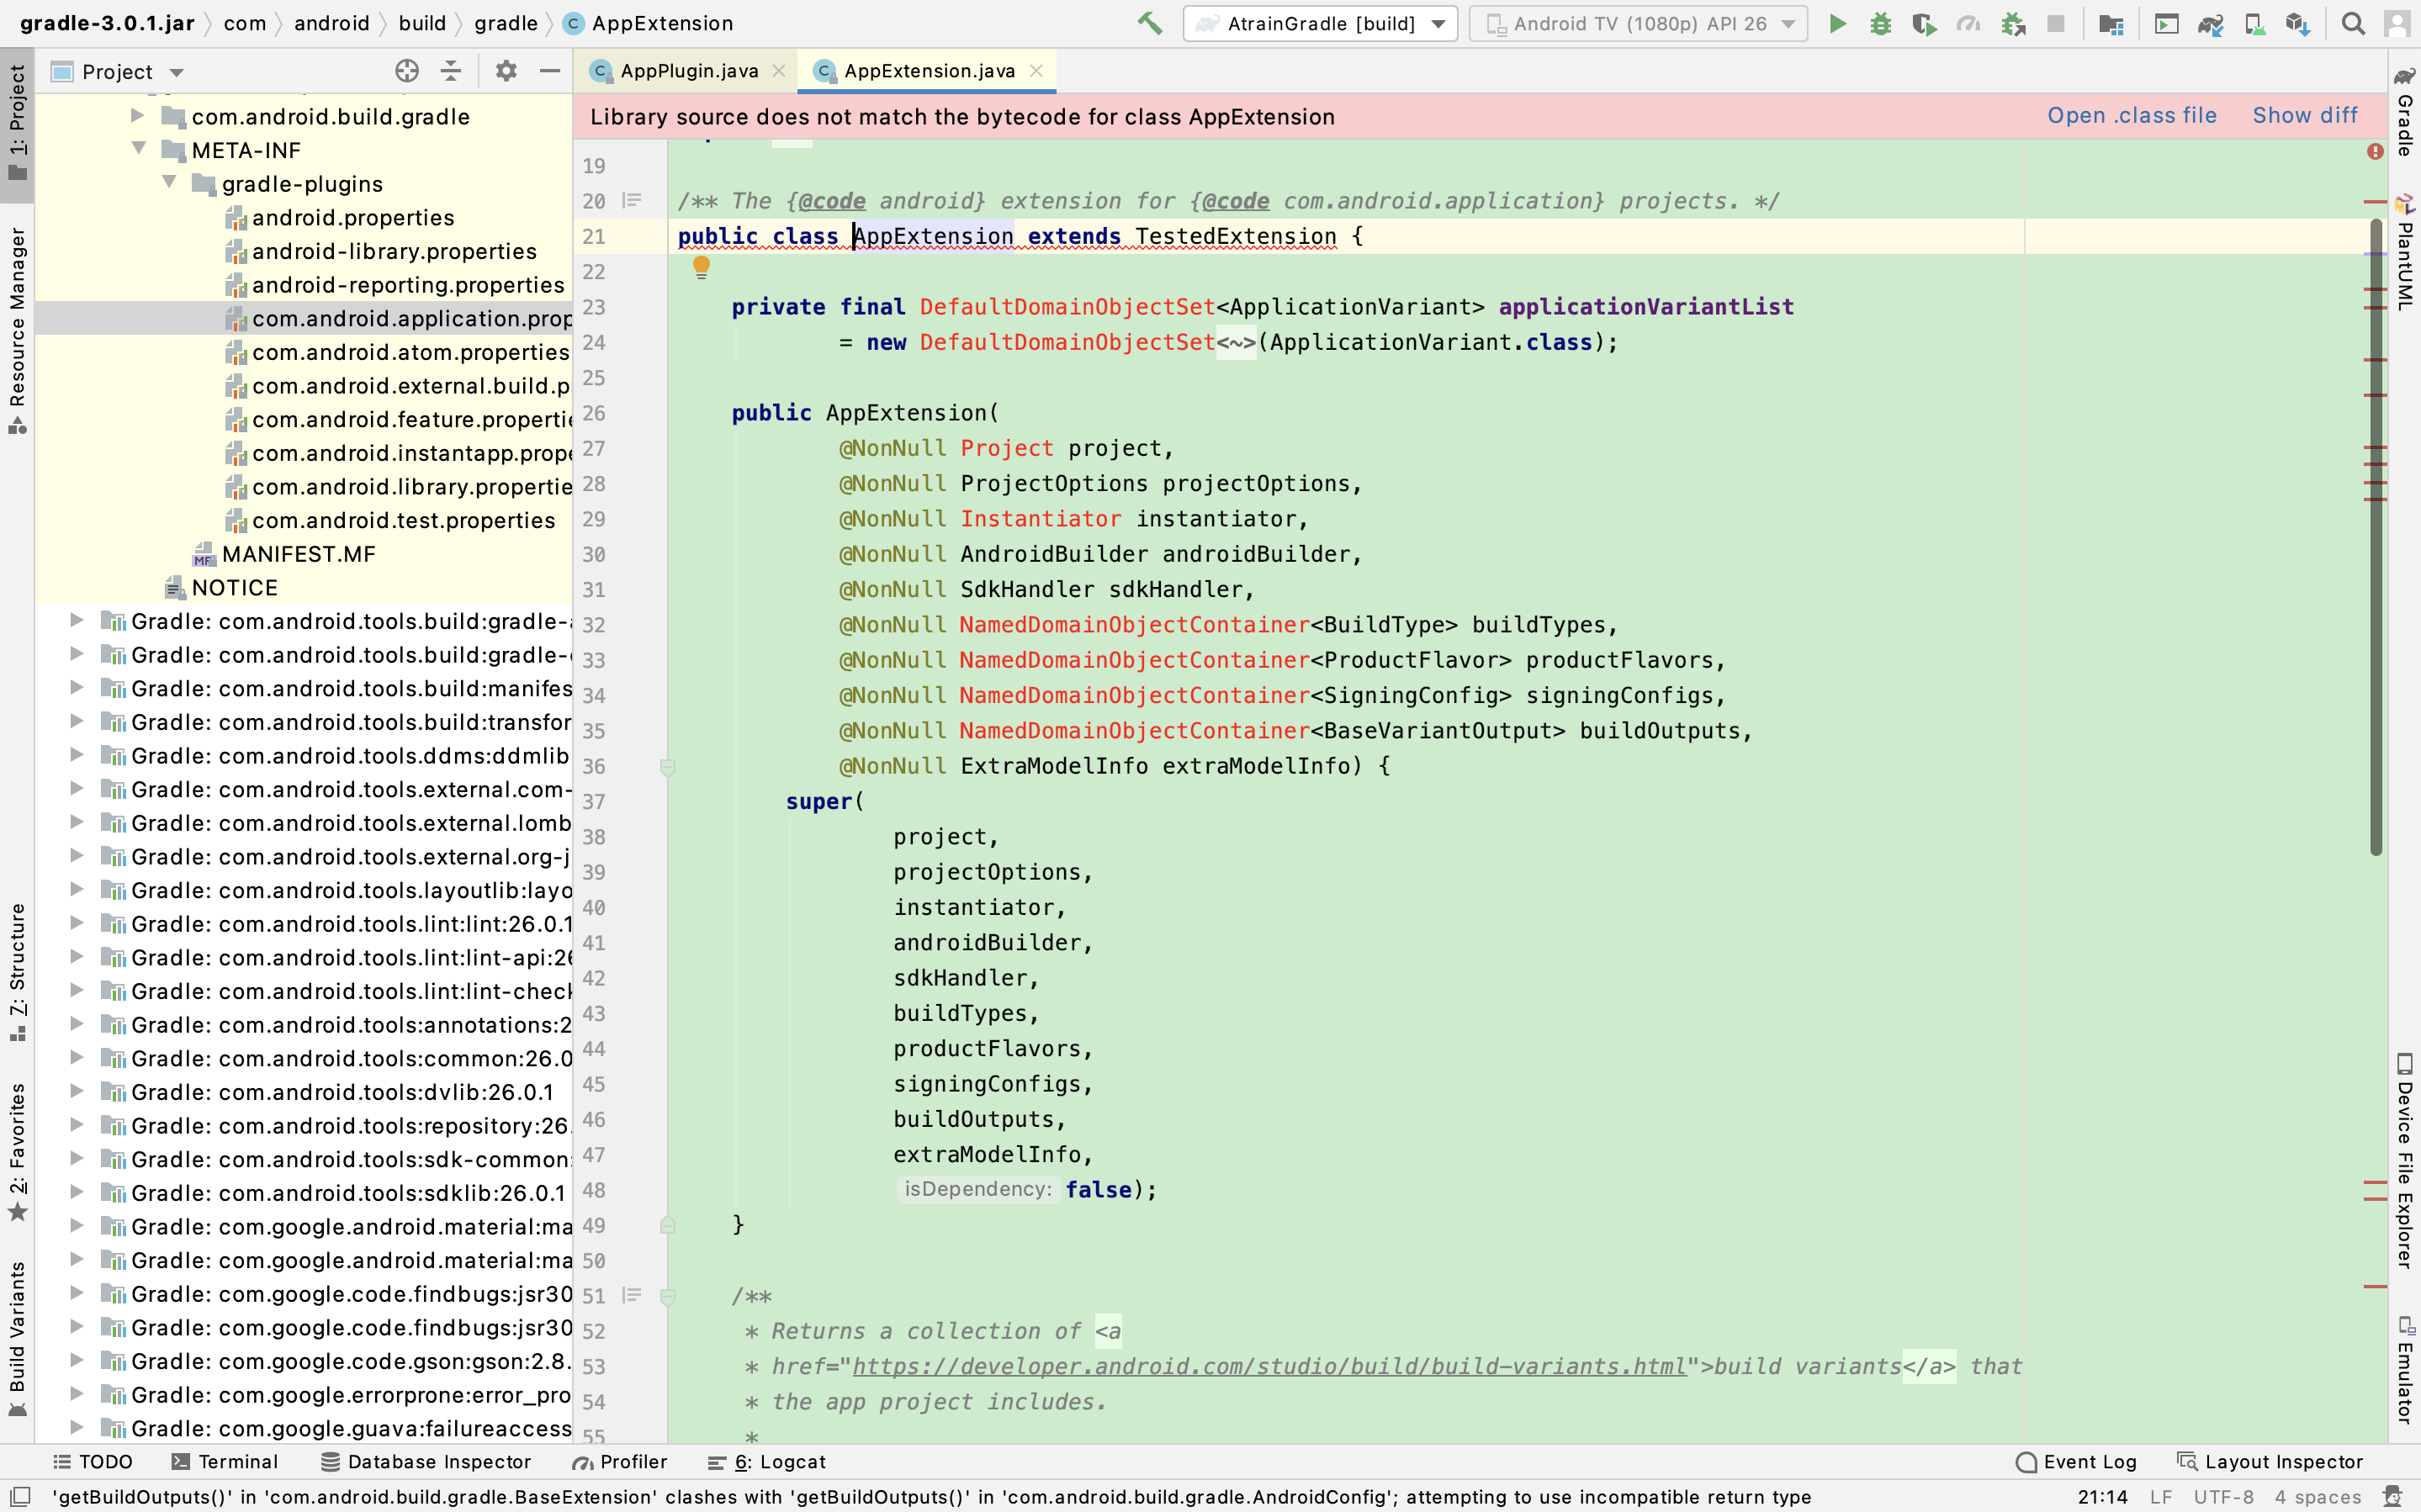 gradle-3.0.1.jar com android build gradle AppExtension
AtrainGradle [build]
Android TV (1080p) API 26
Project
AppPlugin.java
AppExtension.java
Library source does not match the bytecode for class AppExtension
Open .class file
Show diff
1: Project
Resource Manager
7: Structure
2: Favorites
Build Variants
com.android.build.gradle
META-INF
gradle-plugins
android.properties
android-library.properties
android-reporting.properties
com.android.application.prop
com.android.atom.properties
com.android.external.build.p
com.android.feature.properti
com.android.instantapp.prop
com.android.library.propertie
com.android.test.properties
MANIFEST.MF
NOTICE
Gradle: com.android.tools.build:gradle-
Gradle: com.android.tools.build:gradle-
Gradle: com.android.tools.build:manifes
Gradle: com.android.tools.build:transfor
Gradle: com.android.tools.ddms:ddmlib
Gradle: com.android.tools.external.com-
Gradle: com.android.tools.external.lomb
Gradle: com.android.tools.external.org-j
Gradle: com.android.tools.layoutlib:layo
Gradle: com.android.tools.lint:lint:26.0.1
Gradle: com.android.tools.lint:lint-api:26
Gradle: com.android.tools.lint:lint-check
Gradle: com.android.tools:annotations:2
Gradle: com.android.tools:common:26.0
Gradle: com.android.tools:dvlib:26.0.1
Gradle: com.android.tools:repository:26.
Gradle: com.android.tools:sdk-common:
Gradle: com.android.tools:sdklib:26.0.1
Gradle: com.google.android.material:ma
Gradle: com.google.android.material:ma
Gradle: com.google.code.findbugs:jsr30
Gradle: com.google.code.findbugs:jsr30
Gradle: com.google.code.gson:gson:2.8.
Gradle: com.google.errorprone:error_pro
Gradle: com.google.guava:failureaccess
19
20 /** The {@code android} extension for {@code com.android.application} projects. */
21 public class AppExtension extends TestedExtension {
22
23 private final DefaultDomainObjectSet<ApplicationVariant> applicationVariantList
24 = new DefaultDomainObjectSet<~>(ApplicationVariant.class);
25
26 public AppExtension(
27 @NonNull Project project,
28 @NonNull ProjectOptions projectOptions,
29 @NonNull Instantiator instantiator,
30 @NonNull AndroidBuilder androidBuilder,
31 @NonNull SdkHandler sdkHandler,
32 @NonNull NamedDomainObjectContainer<BuildType> buildTypes,
33 @NonNull NamedDomainObjectContainer<ProductFlavor> productFlavors,
34 @NonNull NamedDomainObjectContainer<SigningConfig> signingConfigs,
35 @NonNull NamedDomainObjectContainer<BaseVariantOutput> buildOutputs,
36 @NonNull ExtraModelInfo extraModelInfo) {
37 super(
38 project,
39 projectOptions,
40 instantiator,
41 androidBuilder,
42 sdkHandler,
43 buildTypes,
44 productFlavors,
45 signingConfigs,
46 buildOutputs,
47 extraModelInfo,
48 isDependency: false);
49 }
50
51 /**
52 * Returns a collection of <a
53 * href="https://developer.android.com/studio/build/build-variants.html">build variants</a> that
54 * the app project includes.
55 *
Gradle
PlantUML
Device File Explorer
Emulator
TODO
Terminal
Database Inspector
Profiler
6: Logcat
Event Log
Layout Inspector
'getBuildOutputs()' in 'com.android.build.gradle.BaseExtension' clashes with 'getBuildOutputs()' in 'com.android.build.gradle.AndroidConfig'; attempting to use incompatible return type
21:14 LF UTF-8 4 spaces